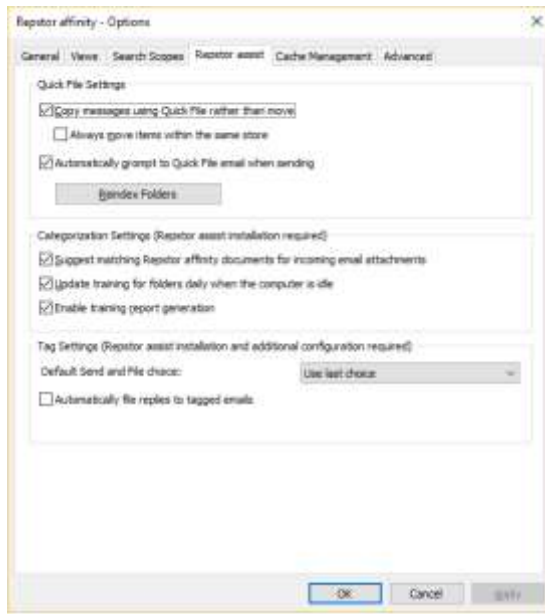 Repstor affinity - Options
General Views Search Scopes Repstor assist Cache Management Advanced
Quick File Settings
Copy messages using Quick File rather than move
Always move items within the same store
Automatically prompt to Quick File email when sending
Reindex Folders
Categorization Settings (Repstor assist installation required)
Suggest matching Repstor affinity documents for incoming email attachments
Update training for folders daily when the computer is idle
Enable training report generation
Tag Settings (Repstor assist installation and additional configuration required)
Default Send and File choice: Use last choice
Automatically file replies to tagged emails
OK Cancel Apply